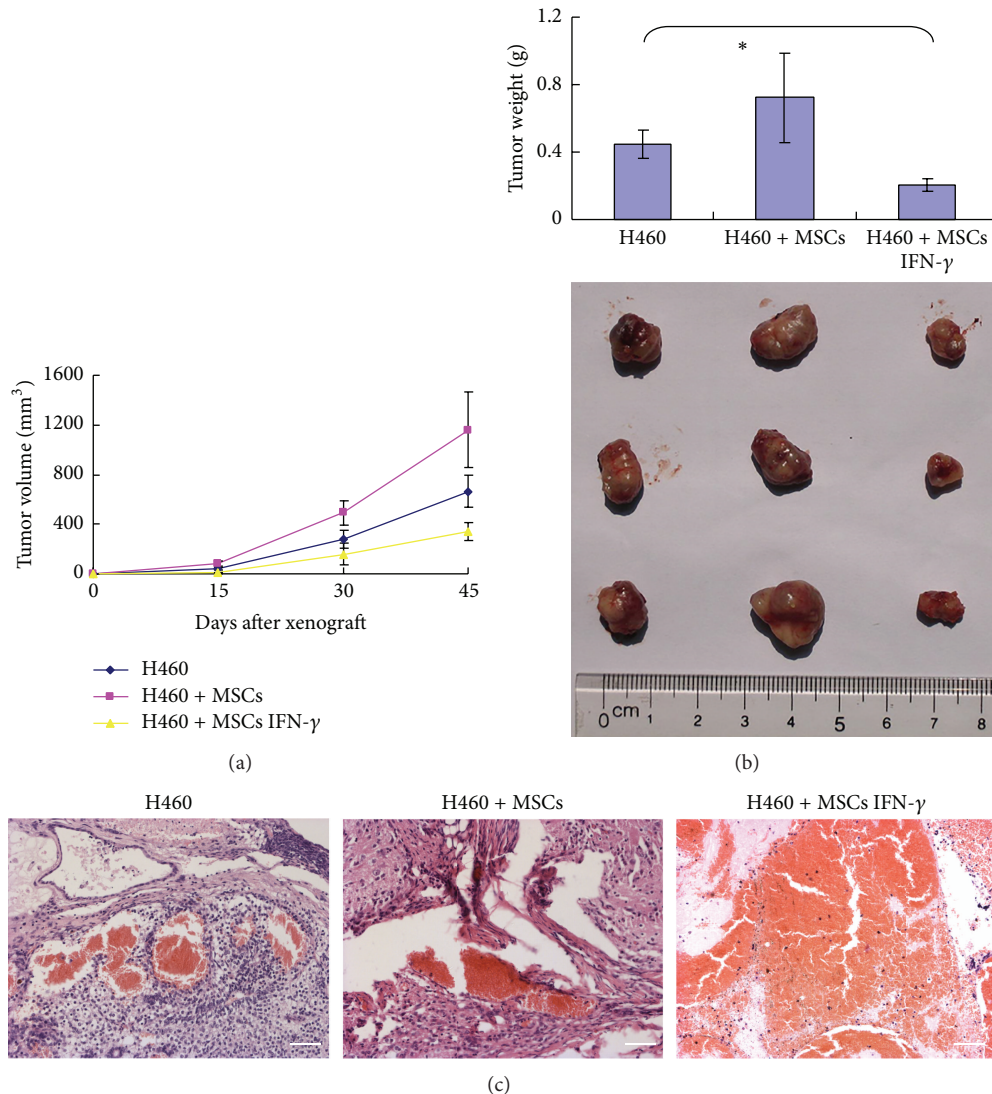 1.2
0.8
0.4
0
Tumor weight (g)
*
H460
H460 + MSCs
H460 + MSCs
IFN-γ
1600
1200
800
400
0
Tumor volume (mm³)
0
15
30
45
Days after xenograft
H460
H460 + MSCs
H460 + MSCs IFN-γ
(a)
0 cm 1 2 3 4 5 6 7 8
(b)
H460
H460 + MSCs
H460 + MSCs IFN-γ
(c)